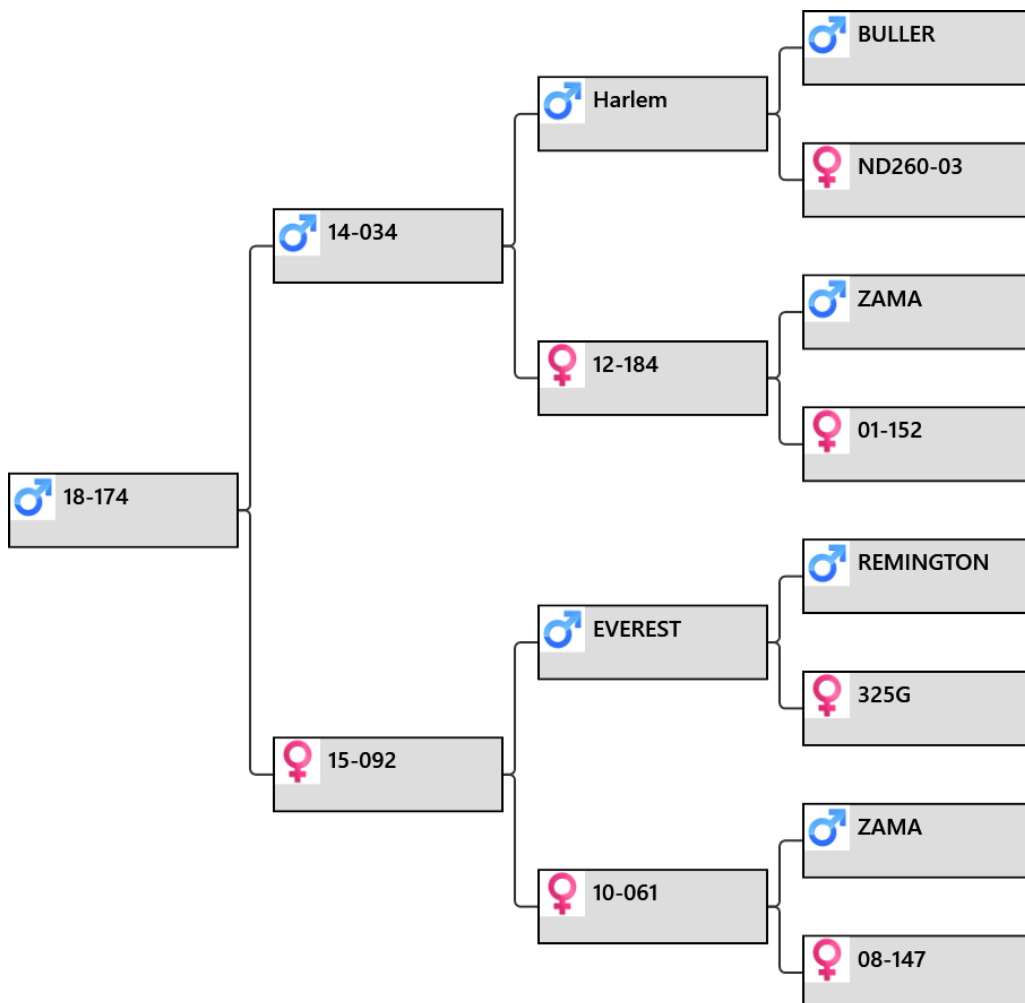 BULLER
Harlem
ND260-03
14-034
ZAMA
12-184
01-152
18-174
REMINGTON
EVEREST
325G
15-092
ZAMA
10-061
08-147